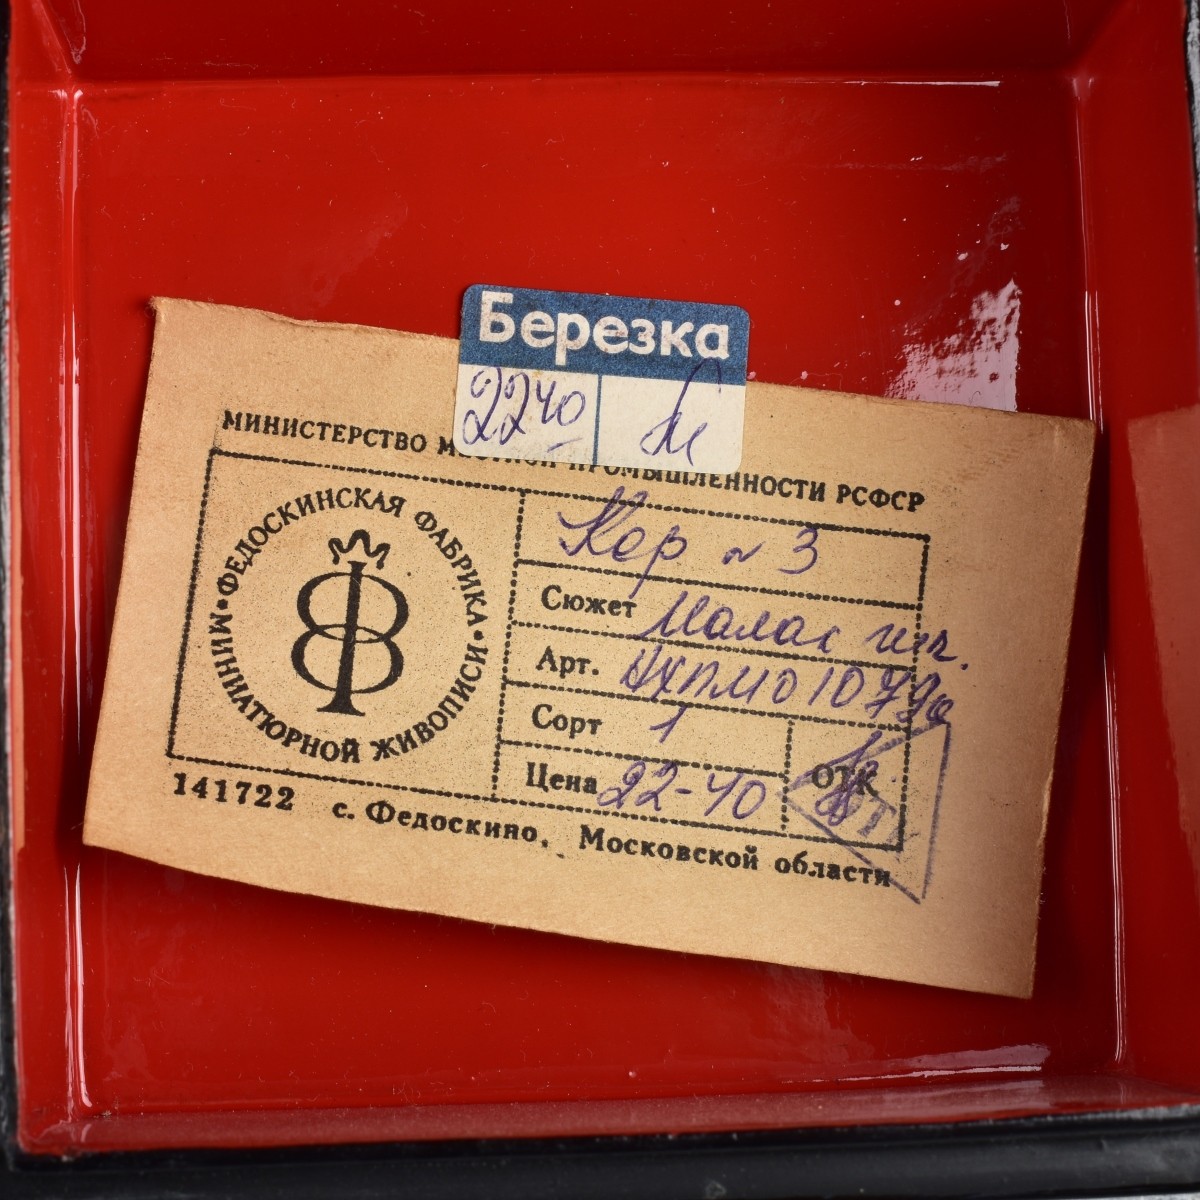 Березка
2240
МИНИСТЕРСТВО МЕСТНОЙ ПРОМЫШЛЕННОСТИ РСФСР
ФЕДОСКИНСКАЯ ФАБРИКА
МИНИАТЮРНОЙ ЖИВОПИСИ
Кор № 3
Сюжет
Арт.
Сорт 1
ОТК
Цена 22-40
141722 с. Федоскино, Московской области